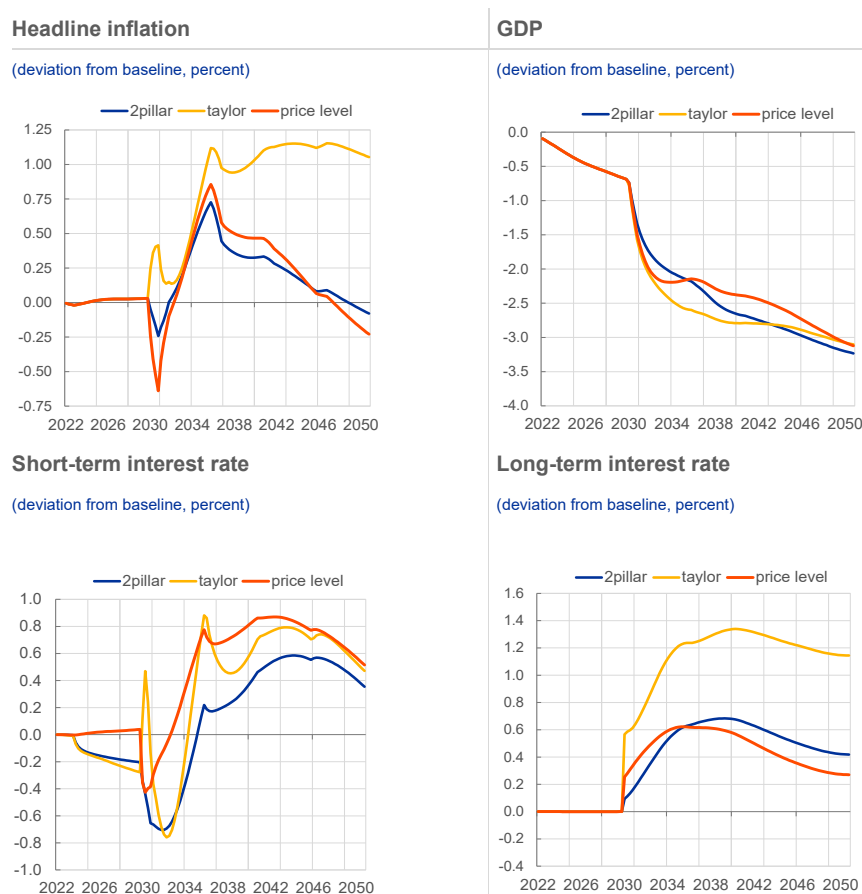 Headline inflation
(deviation from baseline, percent)
2pillar taylor price level
1.25
1.00
0.75
0.50
0.25
0.00
-0.25
-0.50
-0.75
2022 2026 2030 2034 2038 2042 2046 2050
GDP
(deviation from baseline, percent)
2pillar taylor price level
0.0
-0.5
-1.0
-1.5
-2.0
-2.5
-3.0
-3.5
-4.0
2022 2026 2030 2034 2038 2042 2046 2050
Short-term interest rate
(deviation from baseline, percent)
2pillar taylor price level
1.0
0.8
0.6
0.4
0.2
0.0
-0.2
-0.4
-0.6
-0.8
-1.0
2022 2026 2030 2034 2038 2042 2046 2050
Long-term interest rate
(deviation from baseline, percent)
2pillar taylor price level
1.6
1.4
1.2
1.0
0.8
0.6
0.4
0.2
0.0
-0.2
-0.4
2022 2026 2030 2034 2038 2042 2046 2050